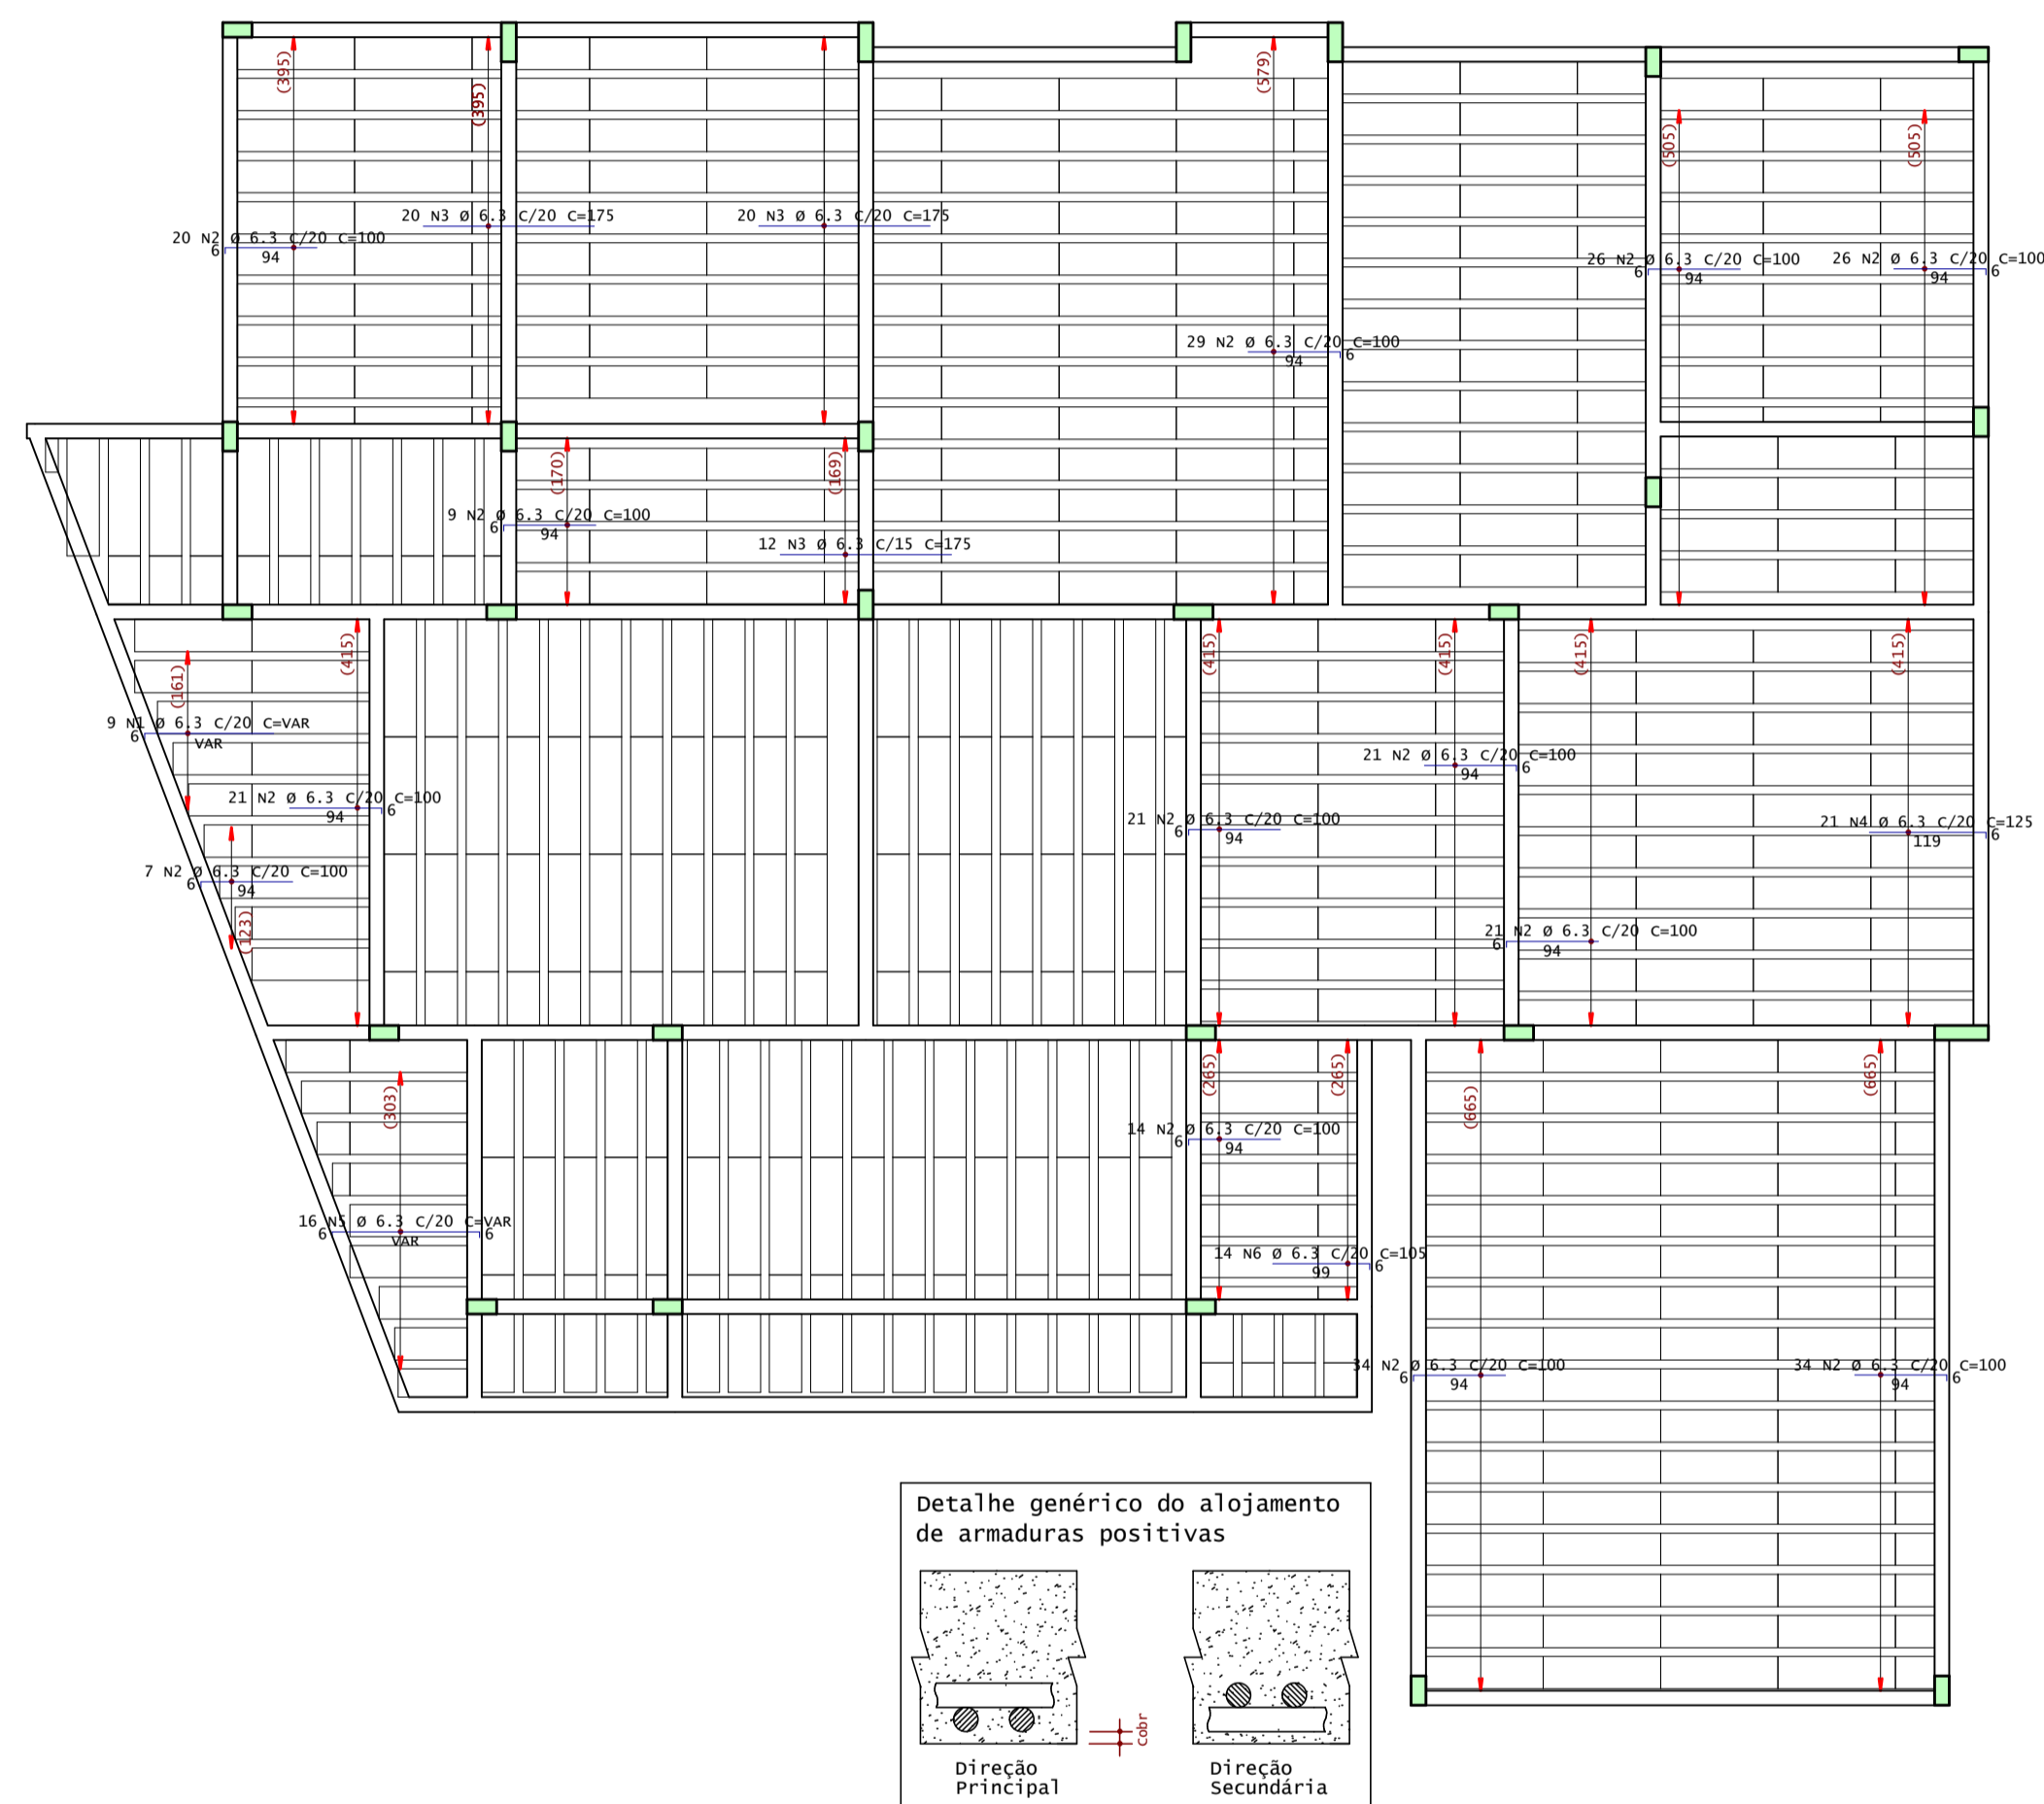 (395)
(395)
(579)
(505)
(505)
20 N3 Ø 6.3 C/20 C=175
20 N3 Ø 6.3 C/20 C=175
20 N2 Ø 6.3 C/20 C=100
6
94
26 N2 Ø 6.3 C/20 C=100
6
94
26 N2 Ø 6.3 C/20 C=100
94
6
29 N2 Ø 6.3 C/20 C=100
94
6
(170)
(169)
9 N2 Ø 6.3 C/20 C=100
6
94
12 N3 Ø 6.3 C/15 C=175
(161)
(415)
(415)
(415)
(415)
(415)
9 N1 Ø 6.3 C/20 C=VAR
6
VAR
21 N2 Ø 6.3 C/20 C=100
94
6
21 N2 Ø 6.3 C/20 C=100
94
6
21 N2 Ø 6.3 C/20 C=100
6
94
21 N4 Ø 6.3 C/20 C=125
119
6
7 N2 Ø 6.3 C/20 C=100
6
94
(123)
21 N2 Ø 6.3 C/20 C=100
6
94
(303)
(265)
(265)
(665)
(665)
14 N2 Ø 6.3 C/20 C=100
6
94
16 N5 Ø 6.3 C/20 C=VAR
6
VAR
6
14 N6 Ø 6.3 C/20 C=105
99
6
34 N2 Ø 6.3 C/20 C=100
6
94
34 N2 Ø 6.3 C/20 C=100
94
6
Detalhe genérico do alojamento
de armaduras positivas
Cobr
Direção
Principal
Direção
Secundária